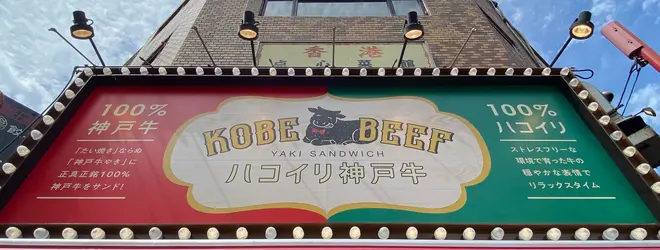 香港
点心菜館
100%
神戸牛
「たい焼き」ならぬ
「神戸牛やき」に
正真正銘100%
神戸牛をサンド!
KOBE BEEF
YAKI SANDWICH
ハコイリ神戸牛
100%
ハコイリ
ストレスフリーな
環境で育った牛の
穏やかな表情で
リラックスタイム